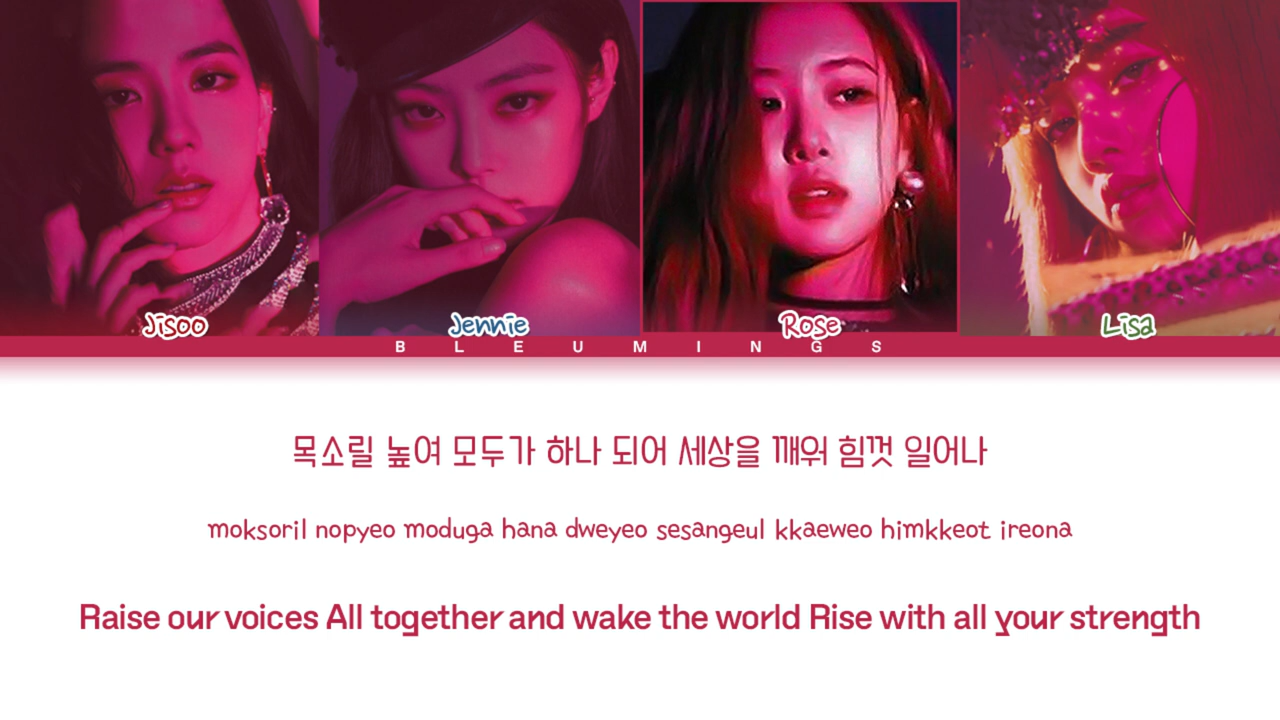 Jisoo Jennie Rose Lisa
BLEUMINGS
목소릴 높여 모두가 하나 되어 세상을 깨워 힘껏 일어나
moksoril nopyeo moduga hana dweyeo sesangeul kkaeweo himkkeot ireona
Raise our voices All together and wake the world Rise with all your strength